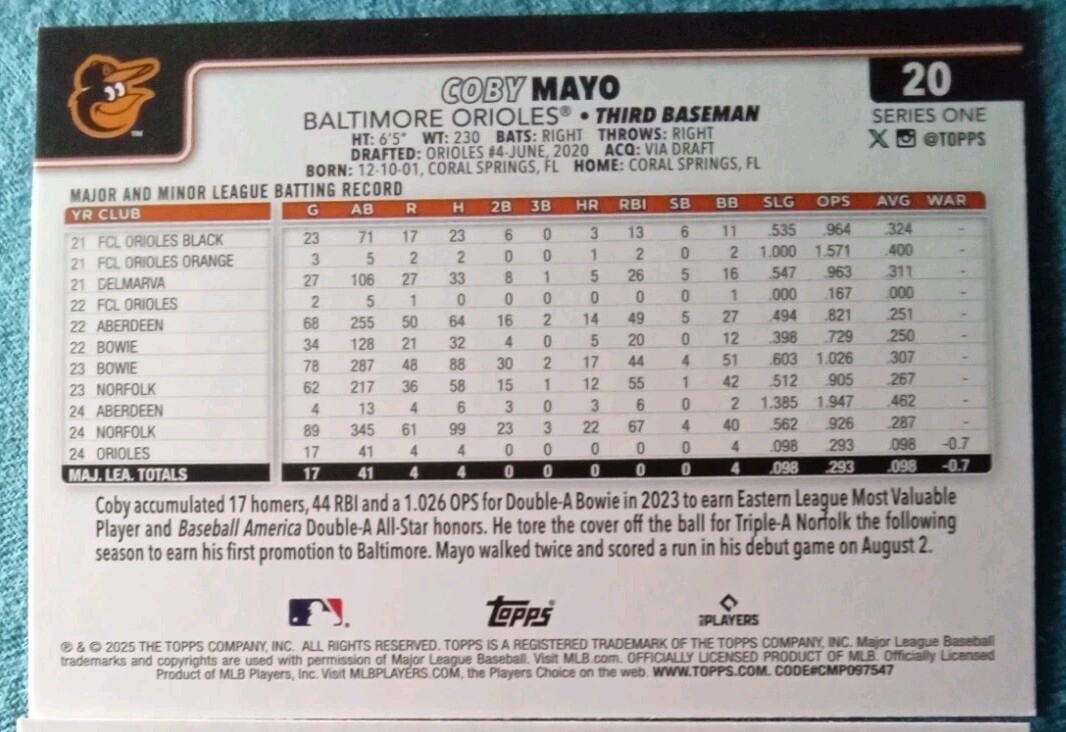 COBY MAYO
20
BALTIMORE ORIOLES® • THIRD BASEMAN
SERIES ONE
HT: 6'5" WT: 230 BATS: RIGHT THROWS: RIGHT
@TOPPS
DRAFTED: ORIOLES #4-JUNE, 2020 ACQ: VIA DRAFT
BORN: 12-10-01, CORAL SPRINGS, FL HOME: CORAL SPRINGS, FL
MAJOR AND MINOR LEAGUE BATTING RECORD
YR CLUB G AB R H 2B 3B HR RBI SB BB SLG OPS AVG WAR
21 FCL ORIOLES BLACK 23 71 17 23 6 0 3 13 6 11 .535 .964 .324 -
21 FCL ORIOLES ORANGE 3 5 2 2 0 0 1 2 0 2 1.000 1.571 .400 -
21 DELMARVA 27 106 27 33 8 1 5 26 5 16 .547 .963 .311 -
22 FCL ORIOLES 2 5 1 0 0 0 0 0 0 1 .000 .167 .000 -
22 ABERDEEN 68 255 50 64 16 2 14 49 5 27 .494 .821 .251 -
22 BOWIE 34 128 21 32 4 0 5 20 0 12 .398 .729 .250 -
23 BOWIE 78 287 48 88 30 2 17 44 4 51 .603 1.026 .307 -
23 NORFOLK 62 217 36 58 15 1 12 55 1 42 .512 .905 .267 -
24 ABERDEEN 4 13 4 6 3 0 3 6 0 2 1.385 1.947 .462 -
24 NORFOLK 89 345 61 99 23 3 22 67 4 40 .562 .926 .287 -
24 ORIOLES 17 41 4 4 0 0 0 0 0 4 .098 .293 .098 -0.7
MAJ. LEA. TOTALS 17 41 4 4 0 0 0 0 0 4 .098 .293 .098 -0.7
Coby accumulated 17 homers, 44 RBI and a 1.026 OPS for Double-A Bowie in 2023 to earn Eastern League Most Valuable
Player and Baseball America Double-A All-Star honors. He tore the cover off the ball for Triple-A Norfolk the following
season to earn his first promotion to Baltimore. Mayo walked twice and scored a run in his debut game on August 2.
Topps
PLAYERS
® & © 2025 THE TOPPS COMPANY, INC. ALL RIGHTS RESERVED. TOPPS IS A REGISTERED TRADEMARK OF THE TOPPS COMPANY, INC. Major League Baseball
trademarks and copyrights are used with permission of Major League Baseball. Visit MLB.com. OFFICIALLY LICENSED PRODUCT OF MLB. Officially Licensed
Product of MLB Players, Inc. Visit MLBPLAYERS.COM, the Players Choice on the web. WWW.TOPPS.COM. CODE#CMP097547